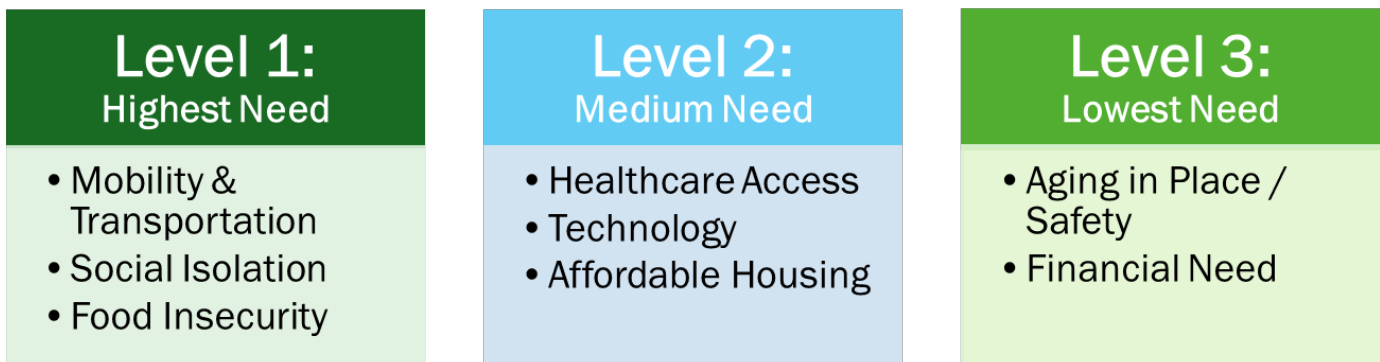 Level 1:
Highest Need
• Mobility &
Transportation
• Social Isolation
• Food Insecurity
Level 2:
Medium Need
• Healthcare Access
• Technology
• Affordable Housing
Level 3:
Lowest Need
• Aging in Place /
Safety
• Financial Need